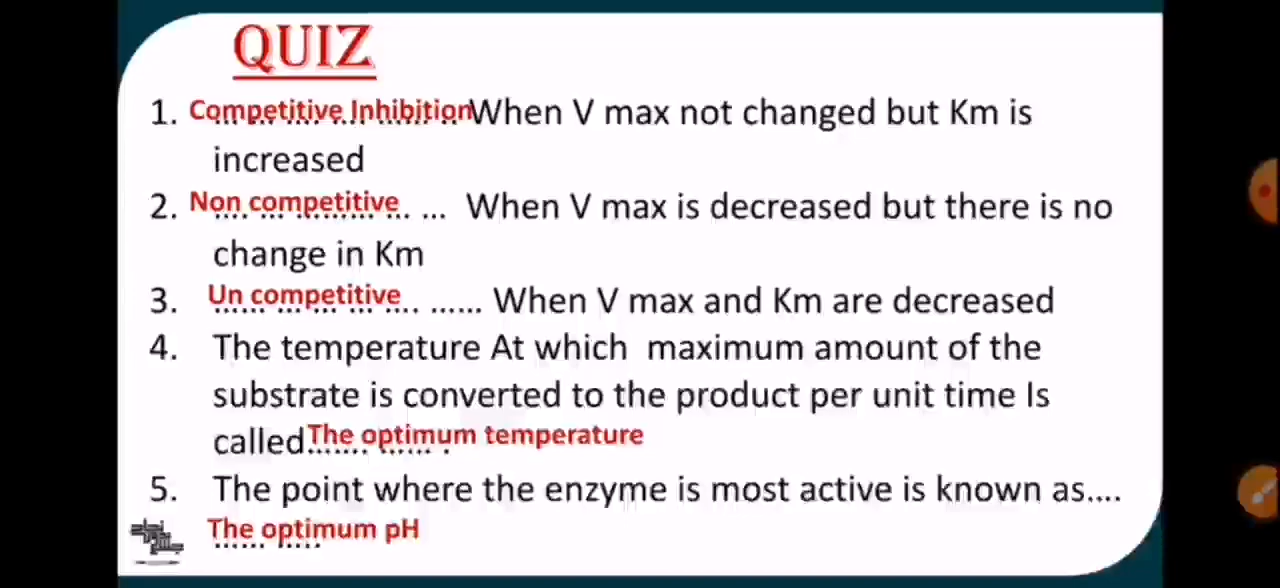 QUIZ
1. Competitive Inhibition When V max not changed but Km is
increased
2. Non competitive ... When V max is decreased but there is no
change in Km
3. Un competitive .. ...... When V max and Km are decreased
4. The temperature At which maximum amount of the
substrate is converted to the product per unit time Is
called The optimum temperature
5. The point where the enzyme is most active is known as....
The optimum pH